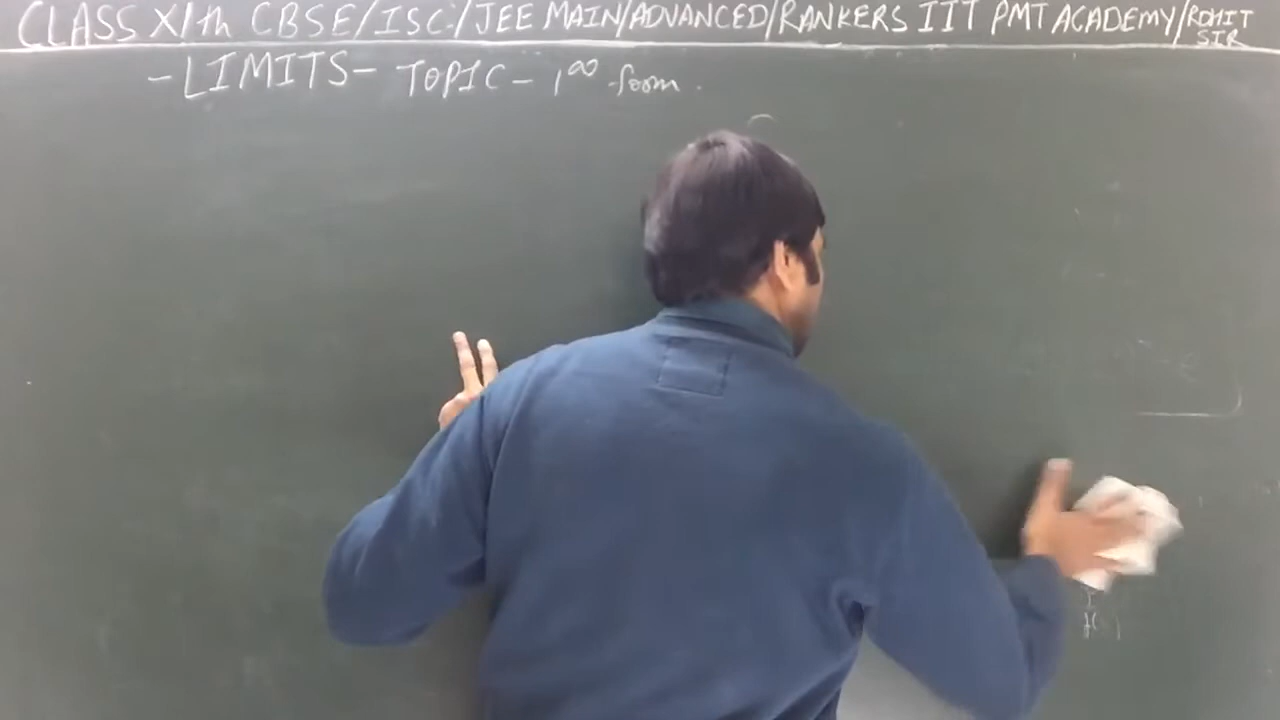 CLASS XIth CBSE/ISC/JEE MAIN/ADVANCED/RANKERS IIT PMT ACADEMY/ROHIT SIR
-LIMITS- TOPIC - 1^∞ form.